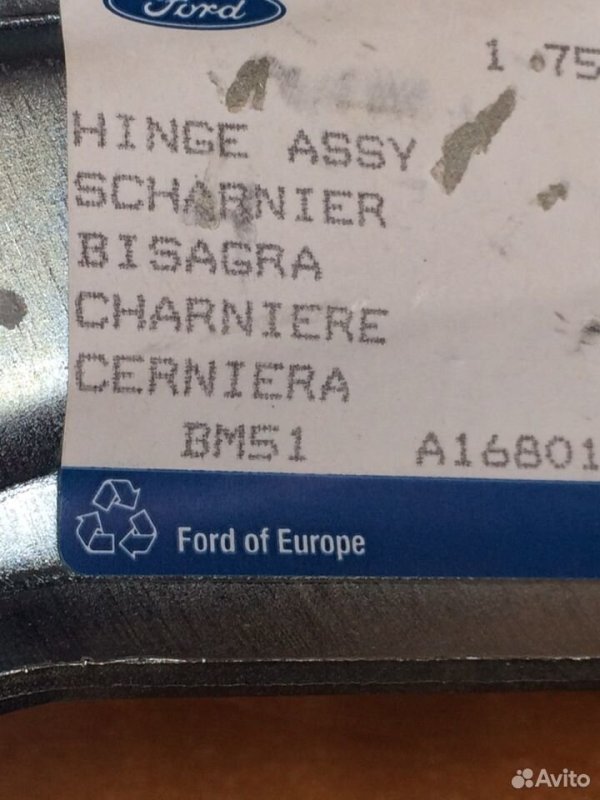 Ford
1 75
HINGE ASSY
SCHARNIER
BISAGRA
CHARNIERE
CERNIERA
BM51 A16801
Ford of Europe
Avito